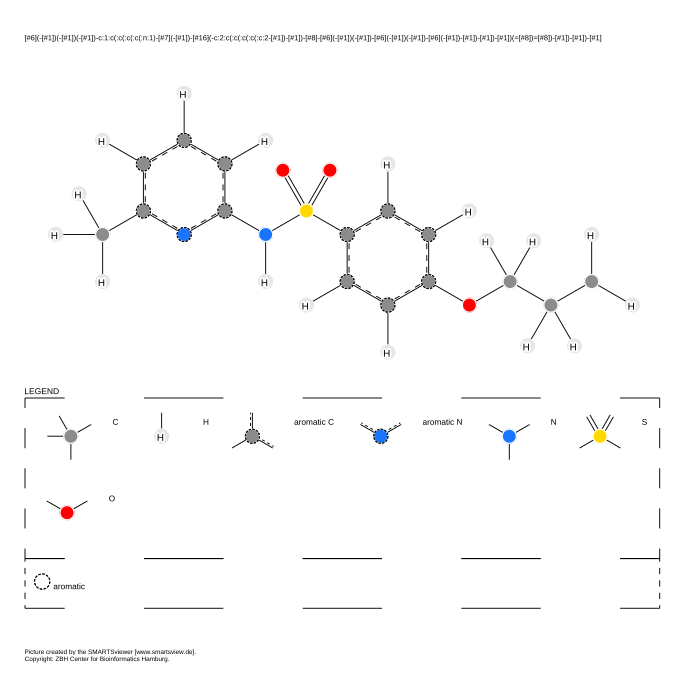 [#6](-[#1])(-[#1])(-[#1])-c:1:c(:c(:c(:c(:n:1)-[#7](-[#1])-[#16](-c:2:c(:c(:c(:c(:c:2-[#1])-[#1])-[#8]-[#6](-[#1])(-[#1])-[#6](-[#1])(-[#1])-[#6](-[#1])(-[#1])-[#1])-[#1])-[#1])(=[#8])=[#8])-[#1])-[#1])-[#1]
H
H H
H H
H H
H H H
H H
H H
H H
H H
H
LEGEND
C H aromatic C aromatic N N S
H
O
aromatic
Picture created by the SMARTSviewer [www.smartsview.de].
Copyright: ZBH Center for Bioinformatics Hamburg.